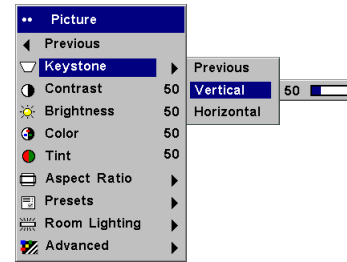 Picture
Previous
Keystone
Contrast 50
Brightness 50
Color 50
Tint 50
Aspect Ratio
Presets
Room Lighting
Advanced
Previous
Vertical 50
Horizontal